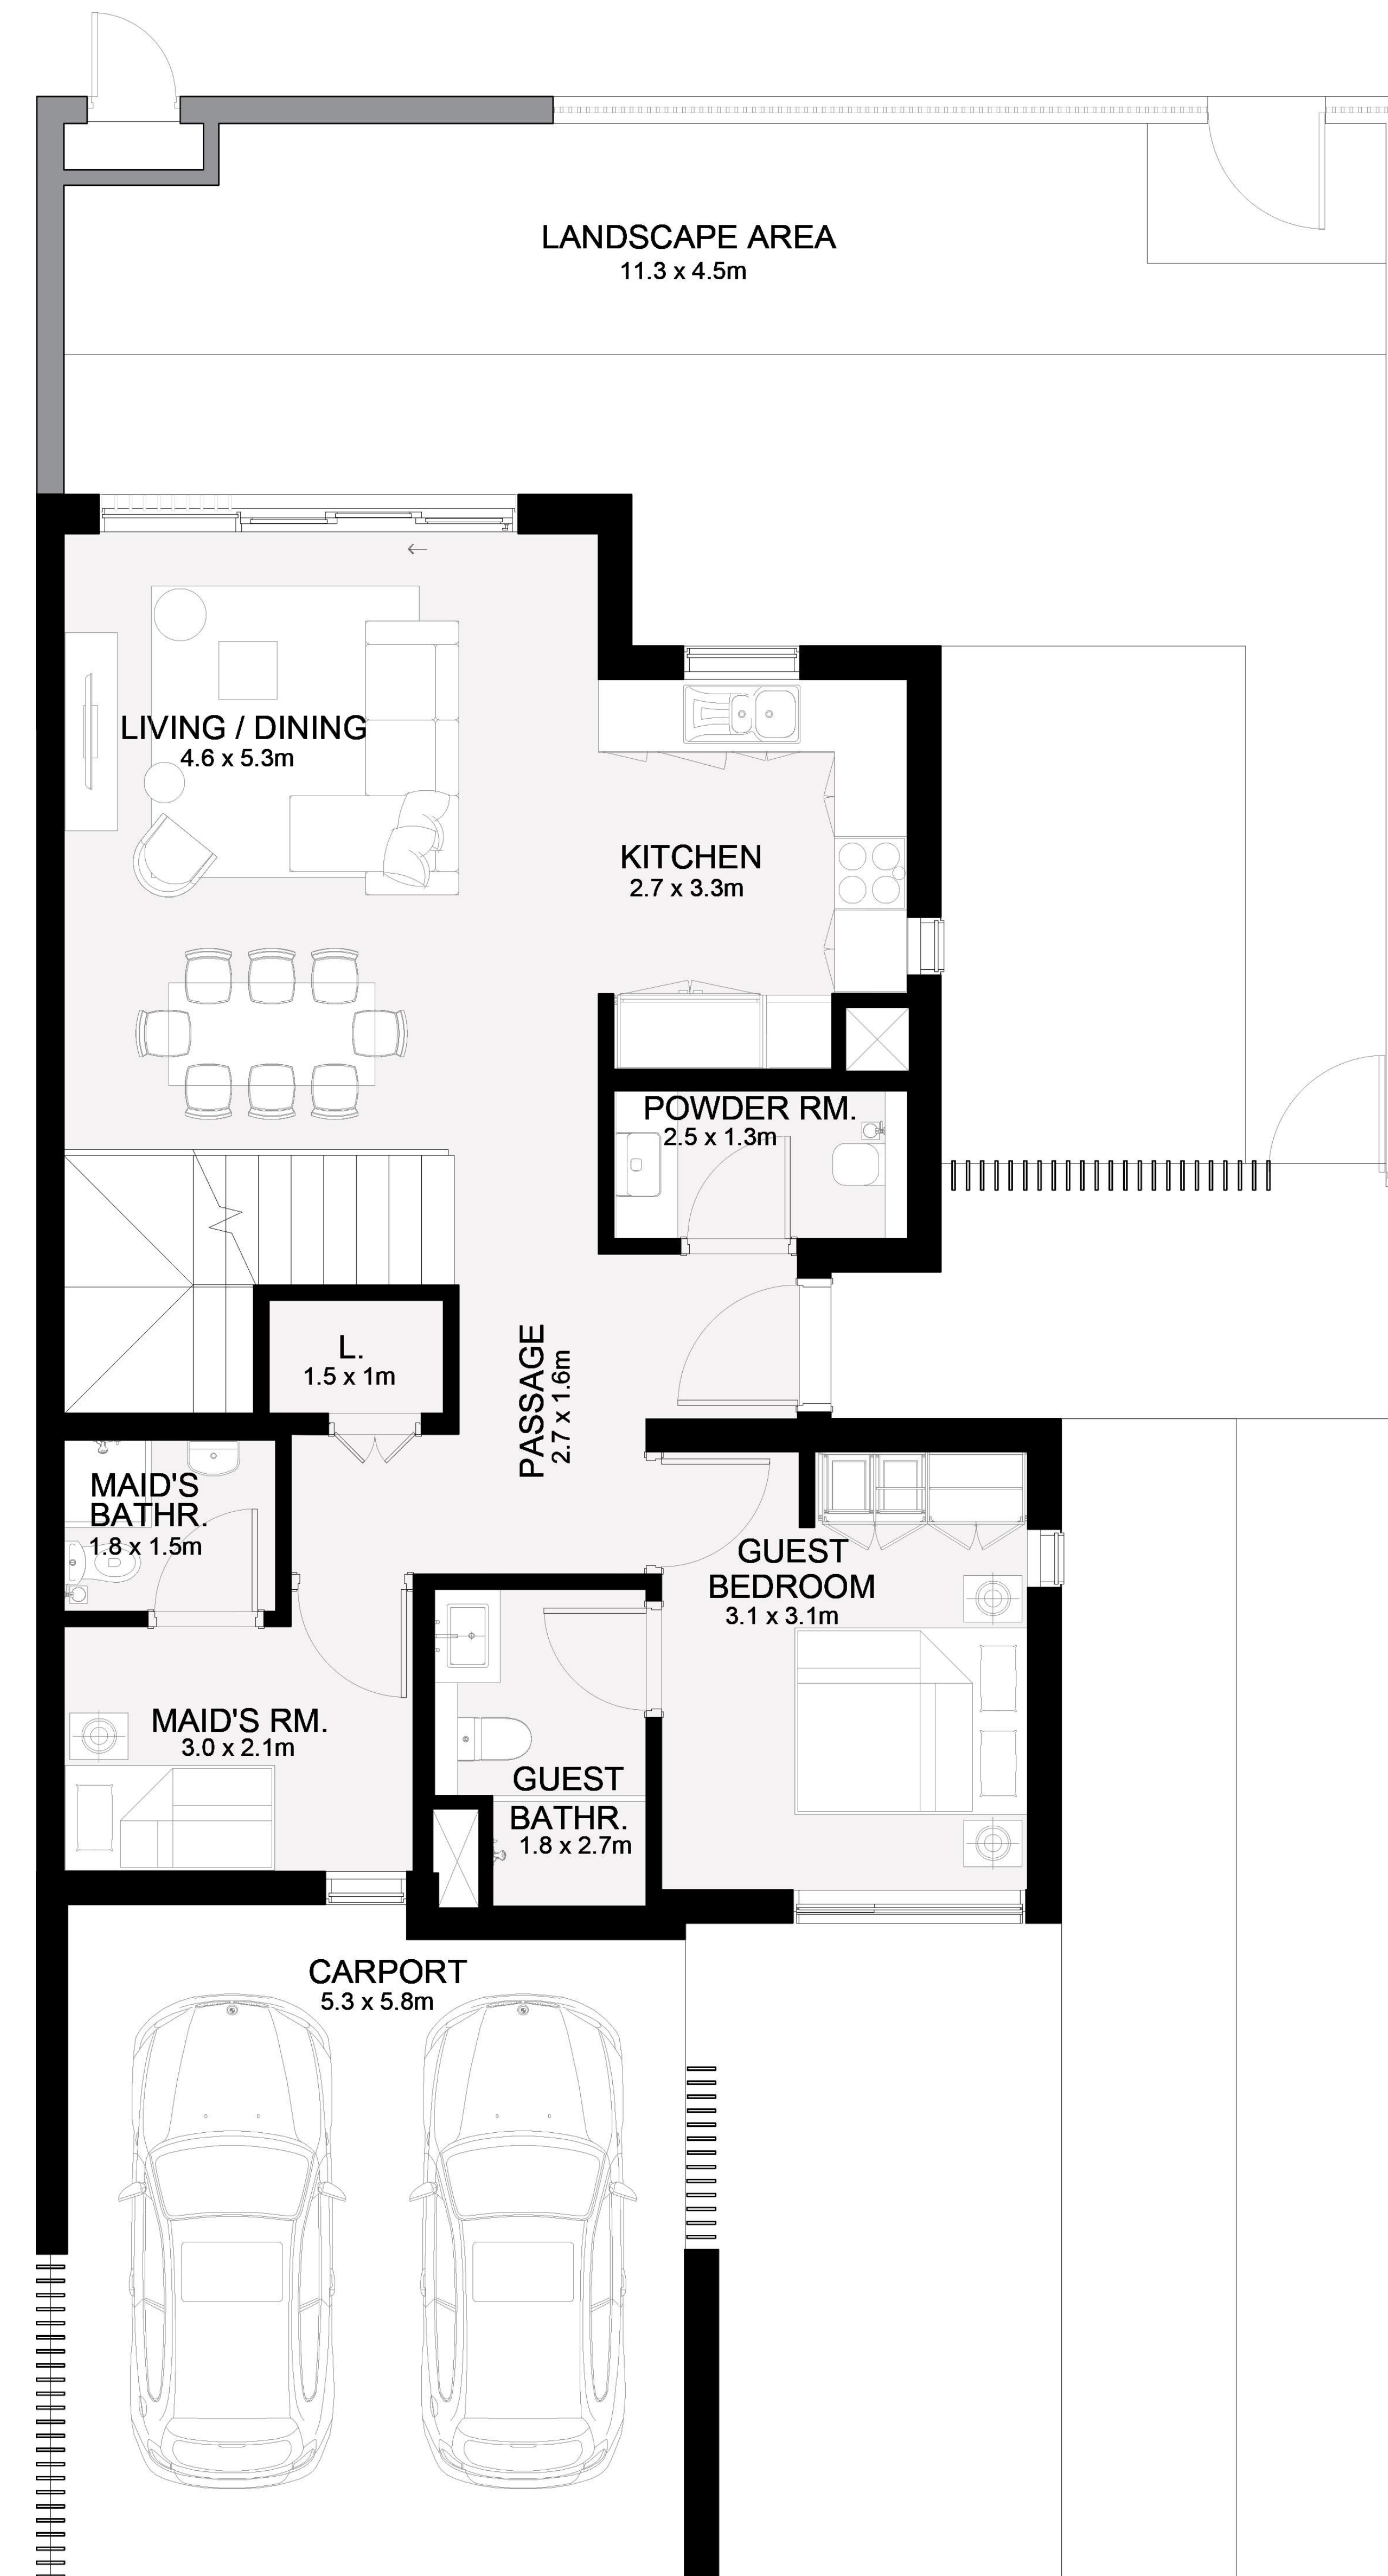 LANDSCAPE AREA
11.3 x 4.5m
LIVING / DINING
4.6 x 5.3m
KITCHEN
2.7 x 3.3m
POWDER RM.
2.5 x 1.3m
L.
1.5 x 1m
PASSAGE
2.7 x 1.6m
MAID'S
BATHR.
1.8 x 1.5m
GUEST
BEDROOM
3.1 x 3.1m
MAID'S RM.
3.0 x 2.1m
GUEST
BATHR.
1.8 x 2.7m
CARPORT
5.3 x 5.8m